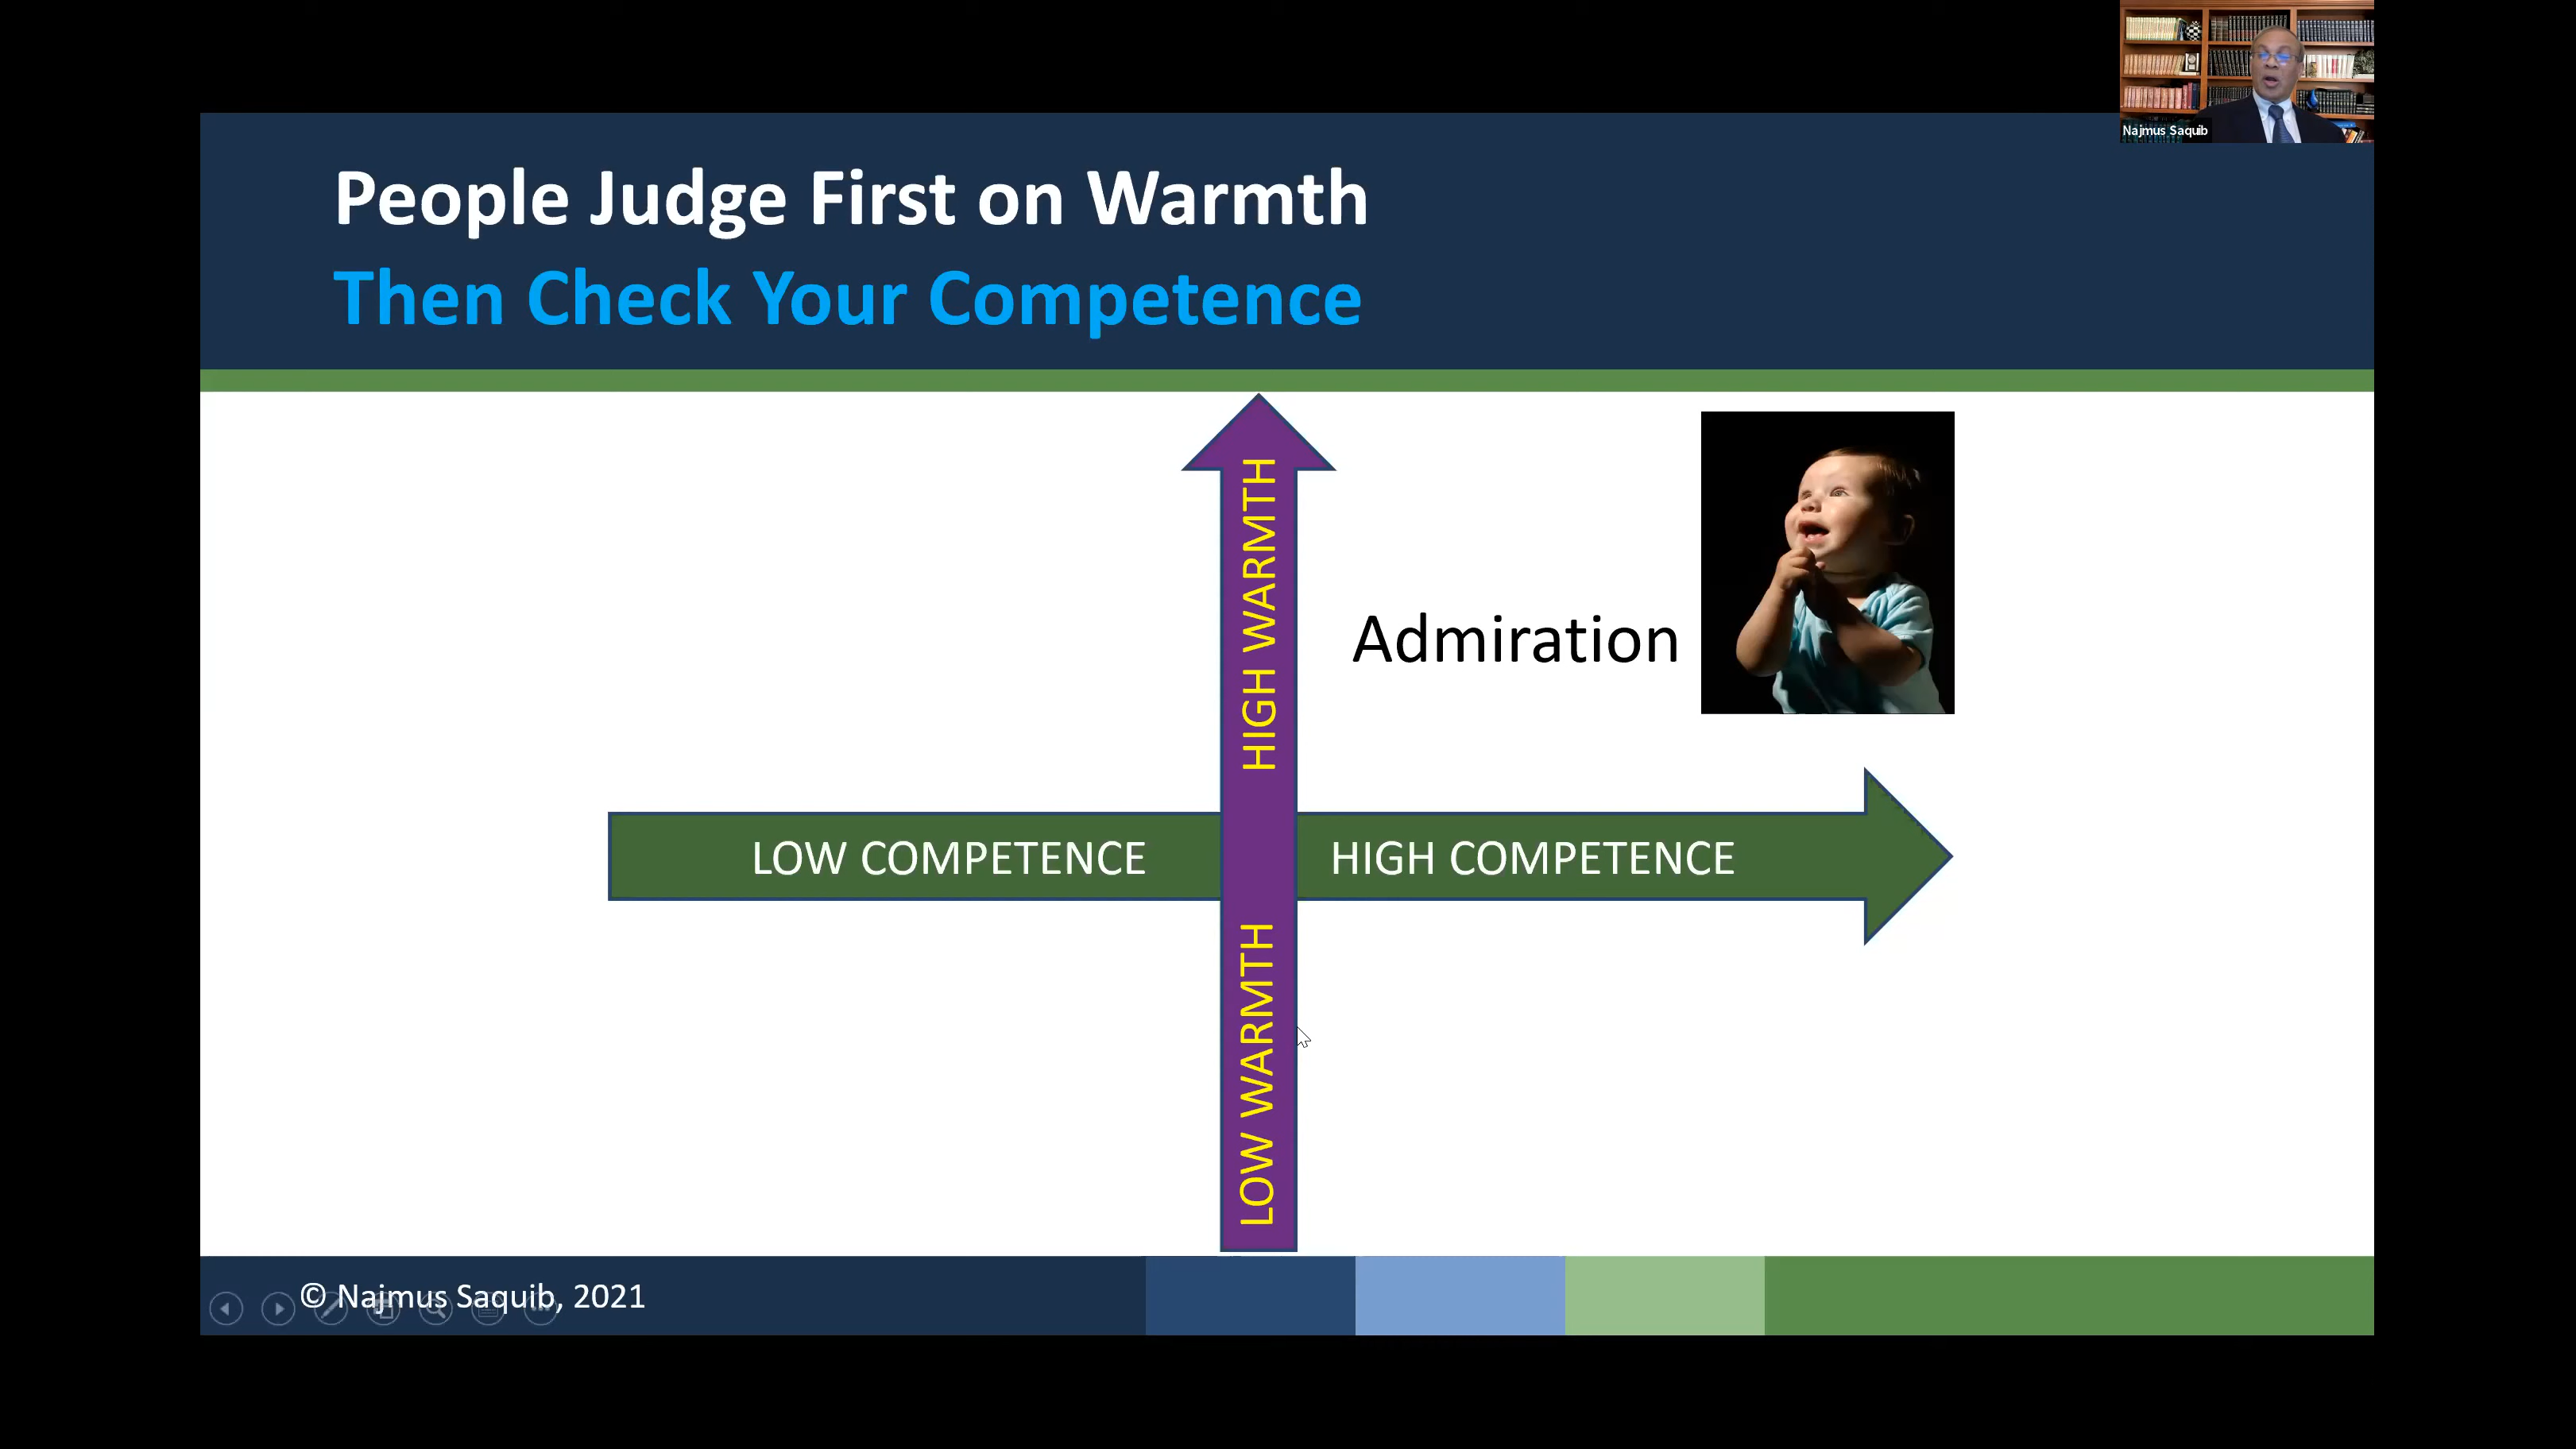 Najmus Saquib
People Judge First on Warmth
Then Check Your Competence
HIGH WARMTH
Admiration
LOW COMPETENCE
HIGH COMPETENCE
LOW WARMTH
© Najmus Saquib, 2021